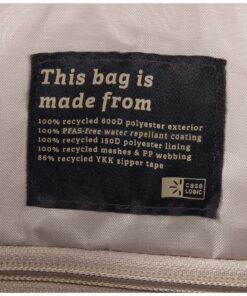 This bag is
made from
100% recycled 600D polyester exterior
100% PFAS-free water repellant coating
100% recycled 150D polyester lining
100% recycled meshes & PP webbing
86% recycled YKK zipper tape
case
LOGIC